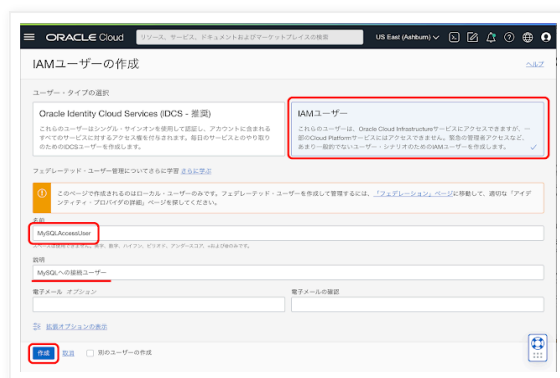 ORACLE Cloud
リソース、サービス、ドキュメントおよびマーケットプレイスの検索
US East (Ashburn)
IAMユーザーの作成
ヘルプ
ユーザー・タイプの選択
Oracle Identity Cloud Services (IDCS - 推奨)
これらのユーザーはシングル・サインオンを使用して認証し、アカウントに含まれる
すべてのサービスに対するアクセス権を付与されます。毎日のサービスとのやり取り
のためのIDCSユーザーを作成します。
IAMユーザー
これらのユーザーは、Oracle Cloud Infrastructureサービスにアクセスできますが、一
部のCloud Platformサービスにはアクセスできません。緊急の管理者アクセスなど、
あまり一般的でないユーザー・シナリオのためのIAMユーザーを作成します。
フェデレーテッド・ユーザー管理についてさらに学習 さらに学ぶ
このページで作成されるのはローカル・ユーザーのみです。フェデレーテッド・ユーザーを作成して管理するには、「フェデレーション」ページに移動して、適切な「アイデ
ンティティ・プロバイダの詳細」ページを探してください。
名前
MySQLAccessUser
説明
MySQLへの接続ユーザー
電子メール オプション
電子メールの確認
拡張オプションの表示
作成
取消
別のユーザーの作成